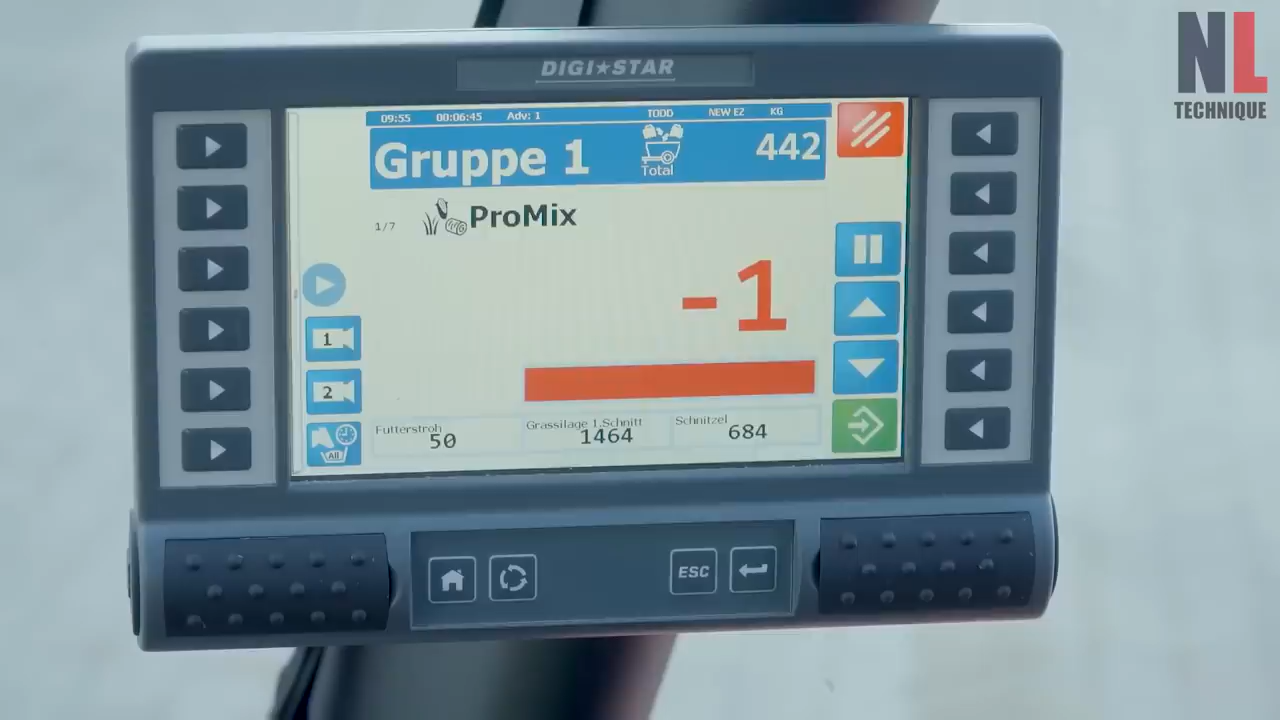 NL
TECHNIQUE
DIGI★STAR
09:55 00:06:45 Adv: 1 TODD NEW EZ KG
Gruppe 1 Total 442
1/7 ProMix
-1
1
2
All
Futterstroh 50 Grassilage 1.Schnitt 1464 Schnitzel 684
ESC